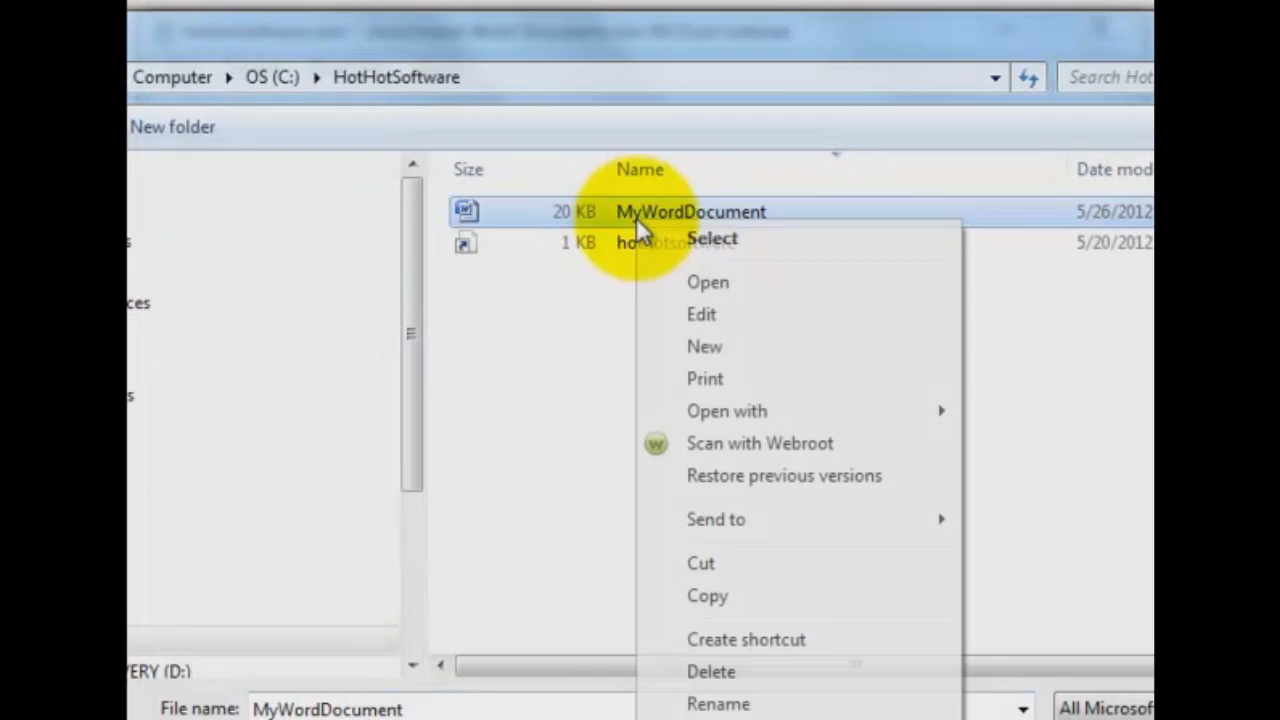 Computer ▸ OS (C:) ▸ HotHotSoftware
Search Hot
New folder
Size Name Date mod
20 KB MyWordDocument 5/26/2012
1 KB 5/20/2012
Select
Open
Edit
ces
New
Print
s
Open with
Scan with Webroot
Restore previous versions
Send to
Cut
Copy
Create shortcut
VERY (D:)
Delete
Rename
File name: MyWordDocument All Microsof